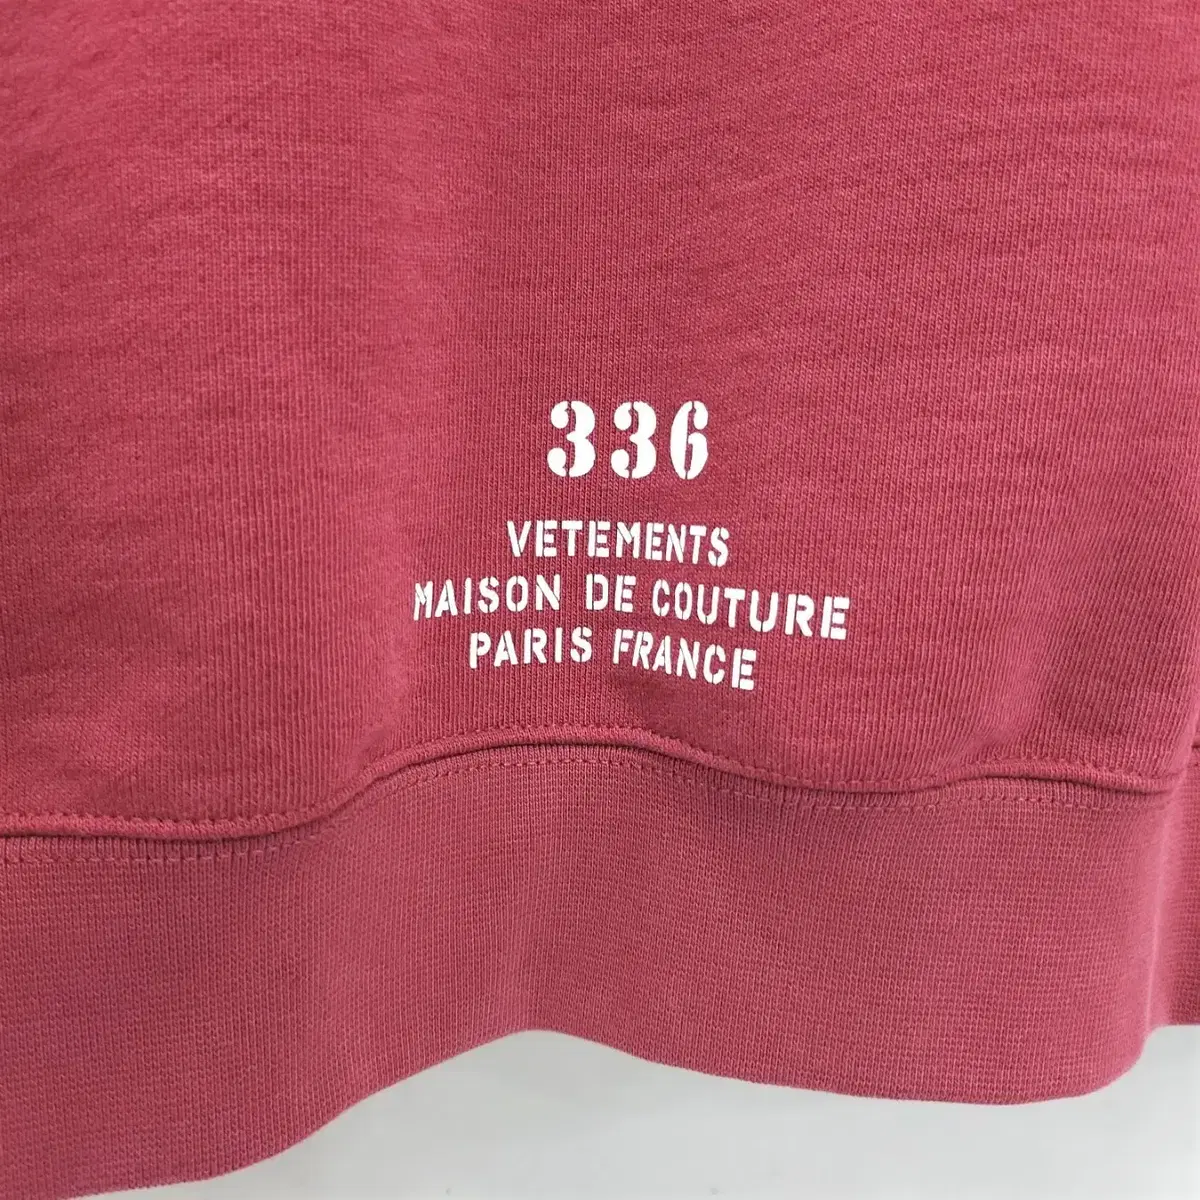 336
VETEMENTS
MAISON DE COUTURE
PARIS FRANCE